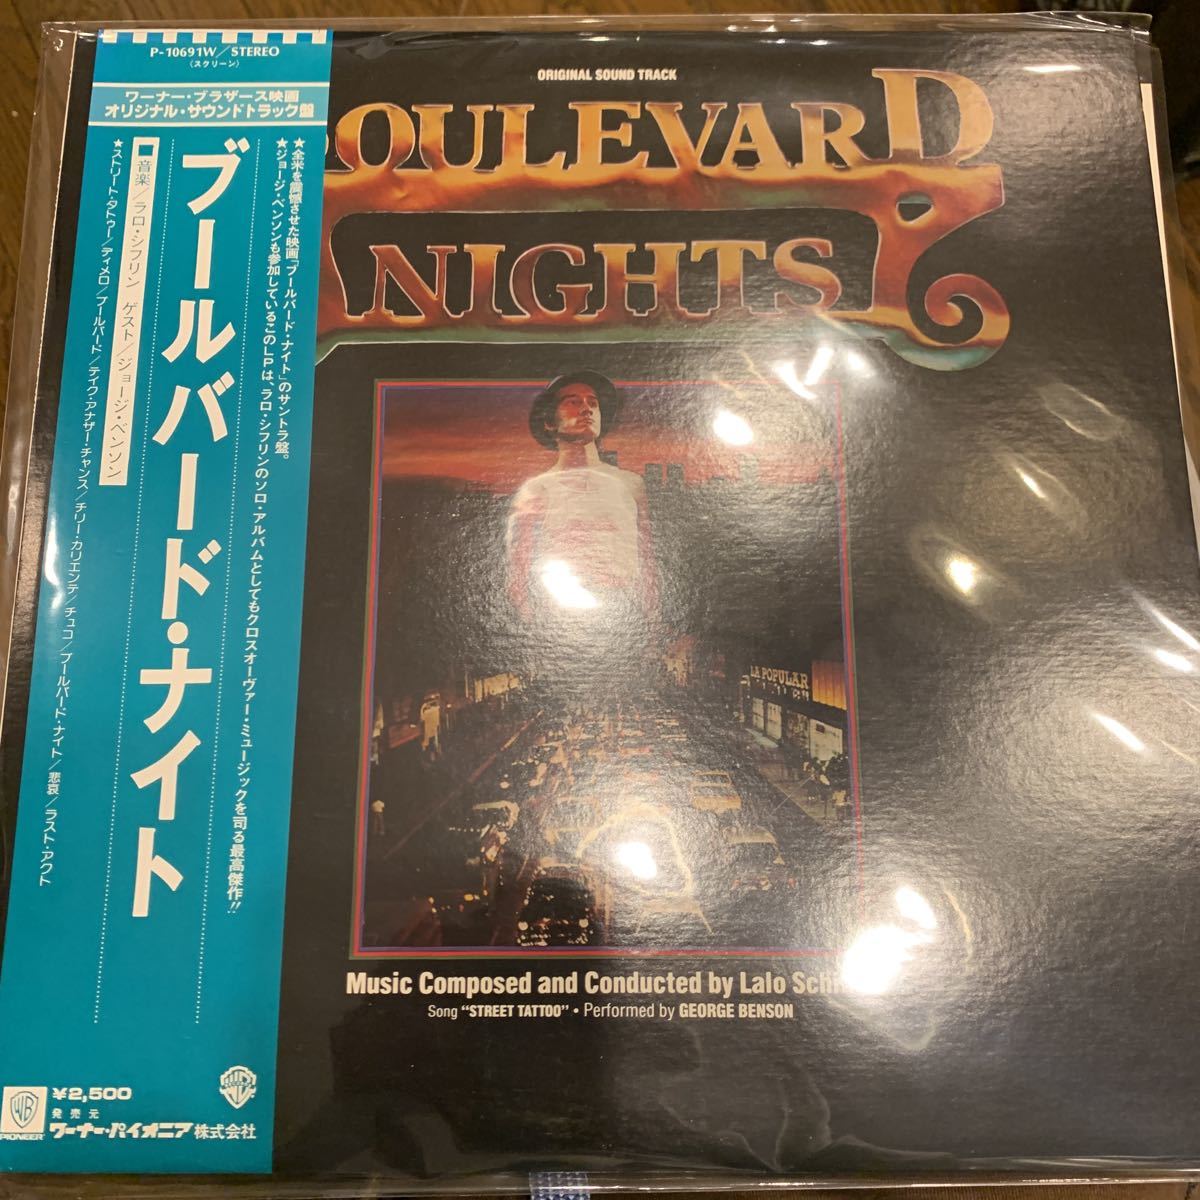 P-10691W/STEREO
(スクリーン)
ワーナー・ブラザース映画
オリジナル・サウンドトラック盤
★全米を震憾させた映画「ブールバード・ナイト」のサントラ盤。
★ジョージ・ベンソンも参加しているこのLPは、ラロ・シフリンのソロ・アルバムとしてもクロスオーヴァー・ミュージックを司る最高傑作!!
ブールバード・ナイト
■音楽/ラロ・シフリン ゲスト/ジョージ・ベンソン
★ストリート・タトゥー/ディメロ/ブールバード/テイク・アナザー・チャンス/チリー・カリエンテ/チュコ/ブールバード・ナイト/悲哀/ラスト・アクト
¥2,500
発売元
ワーナー・パイオニア株式会社
WB
PIONEER
ORIGINAL SOUND TRACK
OULEVARD
NIGHTS
LA POPULAR
Music Composed and Conducted by Lalo Sch
Song "STREET TATTOO" • Performed by GEORGE BENSON